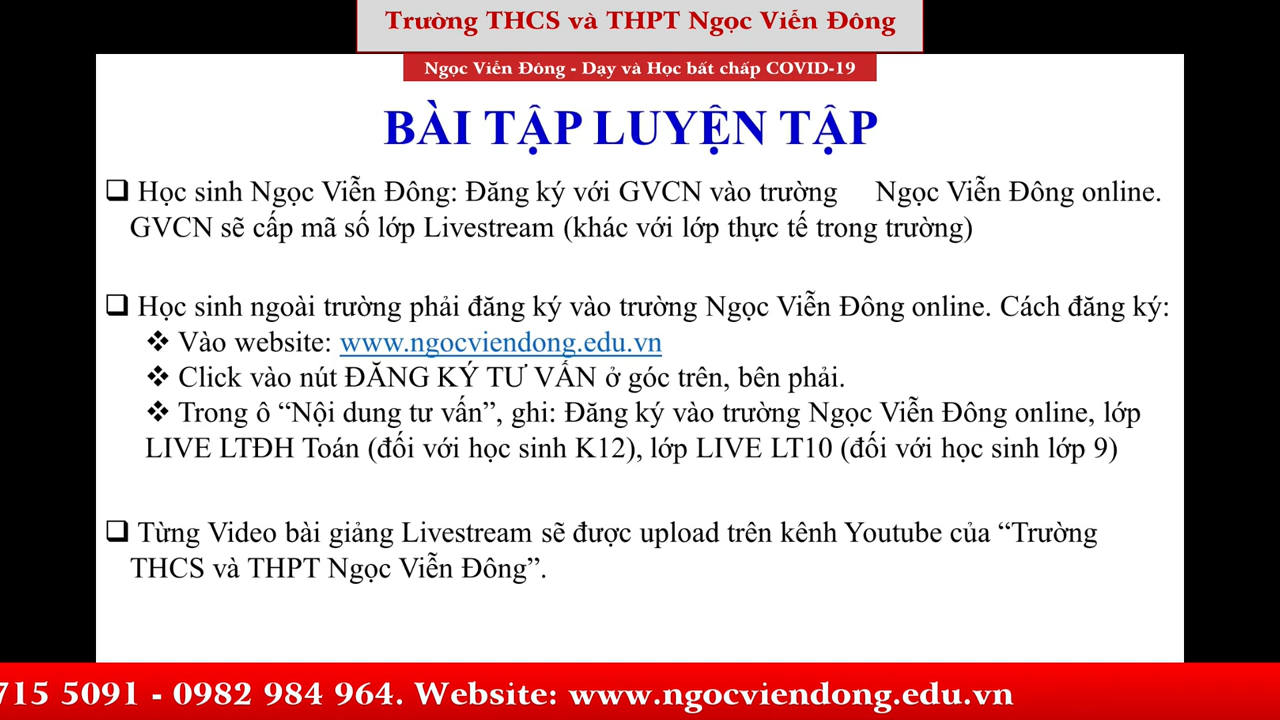 Trường THCS và THPT Ngọc Viễn Đông
Ngọc Viễn Đông - Dạy và Học bất chấp COVID-19
BÀI TẬP LUYỆN TẬP
Học sinh Ngọc Viễn Đông: Đăng ký với GVCN vào trường Ngọc Viễn Đông online.
GVCN sẽ cấp mã số lớp Livestream (khác với lớp thực tế trong trường)
Học sinh ngoài trường phải đăng ký vào trường Ngọc Viễn Đông online. Cách đăng ký:
Vào website: www.ngocviendong.edu.vn
Click vào nút ĐĂNG KÝ TƯ VẤN ở góc trên, bên phải.
Trong ô “Nội dung tư vấn”, ghi: Đăng ký vào trường Ngọc Viễn Đông online, lớp
LIVE LTĐH Toán (đối với học sinh K12), lớp LIVE LT10 (đối với học sinh lớp 9)
Từng Video bài giảng Livestream sẽ được upload trên kênh Youtube của “Trường
THCS và THPT Ngọc Viễn Đông”.
715 5091 - 0982 984 964. Website: www.ngocviendong.edu.vn